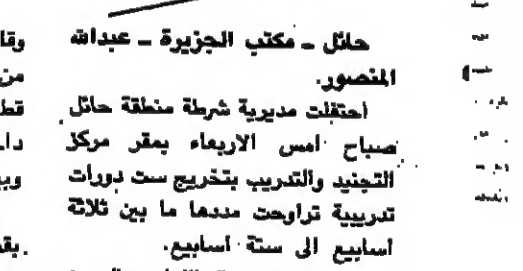 حائل ـ مكتب الجزيرة ـ عبدالله
المنصور.
احتفلت مديرية شرطة منطقة حائل
صباح امس الاربعاء بمقر مركز
التجنيد والتدريب بتخريج ست دورات
تدريبية تراوحت مددها ما بين ثلاثة
اسابيع الى ستة اسابيع.